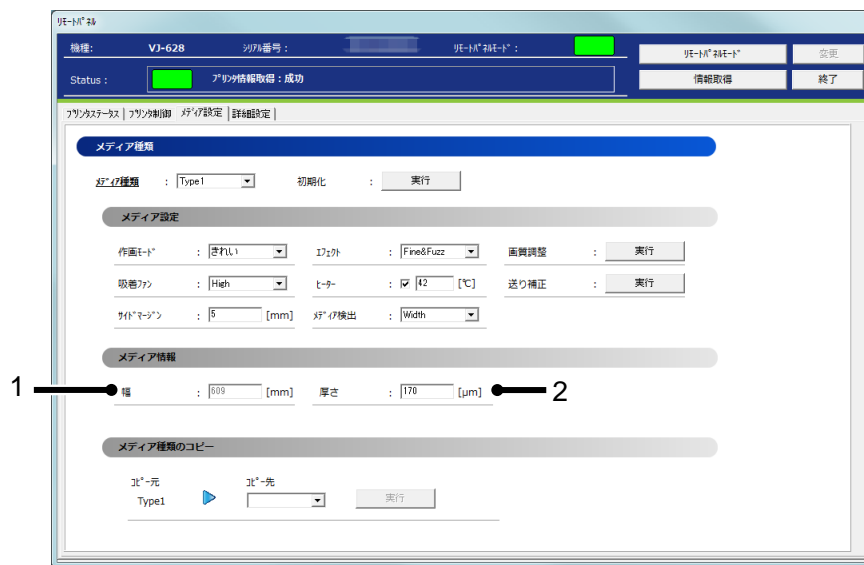 ﾘﾓｰﾄﾊﾟﾈﾙ
機種: VJ-628 ｼﾘｱﾙ番号: ﾘﾓｰﾄﾊﾟﾈﾙﾓｰﾄﾞ: ﾘﾓｰﾄﾊﾟﾈﾙﾓｰﾄﾞ 変更
Status: ﾌﾟﾘﾝﾀ情報取得:成功 情報取得 終了
ﾌﾟﾘﾝﾀｽﾃｰﾀｽ ﾌﾟﾘﾝﾀ制御 ﾒﾃﾞｨｱ設定 詳細設定
メディア種類
ﾒﾃﾞｨｱ種類 : Type1 初期化 : 実行
メディア設定
作画ﾓｰﾄﾞ : きれい ｴﾌｪｸﾄ : Fine&Fuzz 画質調整 : 実行
吸着ﾌｧﾝ : High ﾋｰﾀｰ : 42 [℃] 送り補正 : 実行
ｻｲﾄﾞﾏｰｼﾞﾝ : 5 [mm] ﾒﾃﾞｨｱ検出 : Width
メディア情報
1 幅 : 609 [mm] 厚さ : 170 [μm] 2
メディア種類のコピー
ｺﾋﾟｰ元 ｺﾋﾟｰ先
Type1 実行